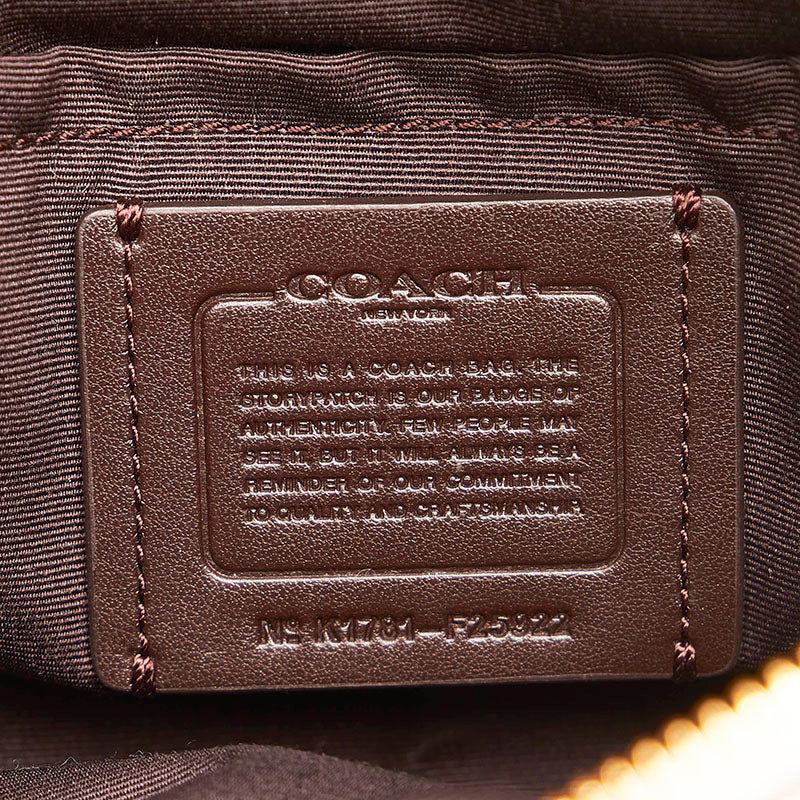 COACH
NEW YORK
THIS IS A COACH BAG. THE
STORYPATCH IS OUR BADGE OF
AUTHENTICITY. FEW PEOPLE MAY
SEE IT, BUT IT WILL ALWAYS BE A
REMINDER OF OUR COMMITMENT
TO QUALITY AND CRAFTSMANSHIP.
Nº K1781-F25922